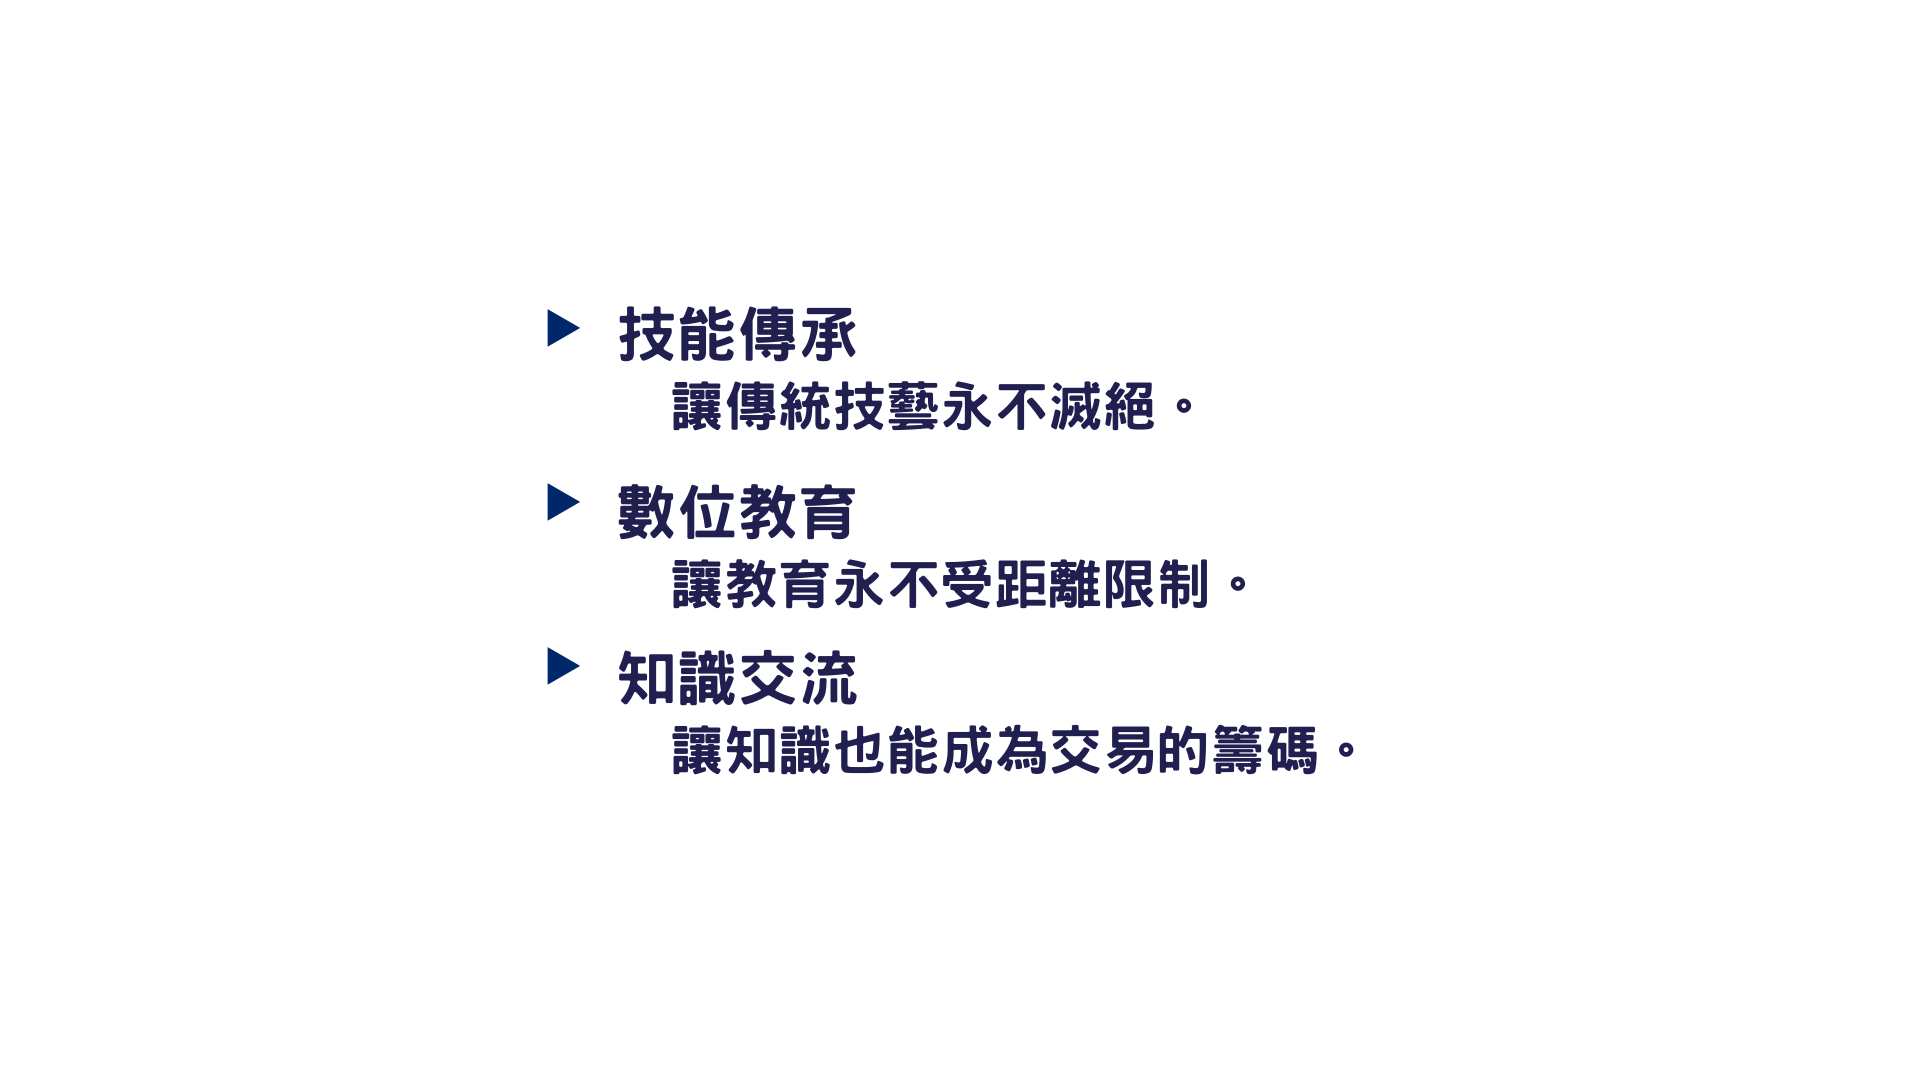 技能傳承
讓傳統技藝永不滅絕。
數位教育
讓教育永不受距離限制。
知識交流
讓知識也能成為交易的籌碼。